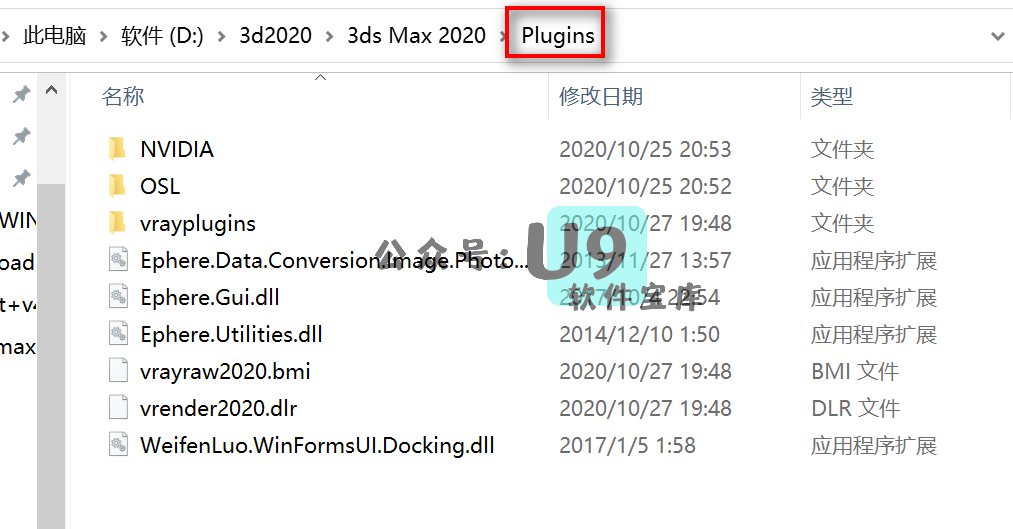 此电脑 > 软件 (D:) > 3d2020 > 3ds Max 2020 > Plugins
名称 修改日期 类型
NVIDIA 2020/10/25 20:53 文件夹
OSL 2020/10/25 20:52 文件夹
vrayplugins 2020/10/27 19:48 文件夹
Ephere.Data.Conversion.Image.Photo... 2013/11/27 13:57 应用程序扩展
Ephere.Gui.dll 22:54 应用程序扩展
Ephere.Utilities.dll 2014/12/10 1:50 应用程序扩展
vrayraw2020.bmi 2020/10/27 19:48 BMI 文件
vrender2020.dlr 2020/10/27 19:48 DLR 文件
WeifenLuo.WinFormsUI.Docking.dll 2017/1/5 1:58 应用程序扩展
WIN
oad
t+v4
max
公众号: U9
软件宝库